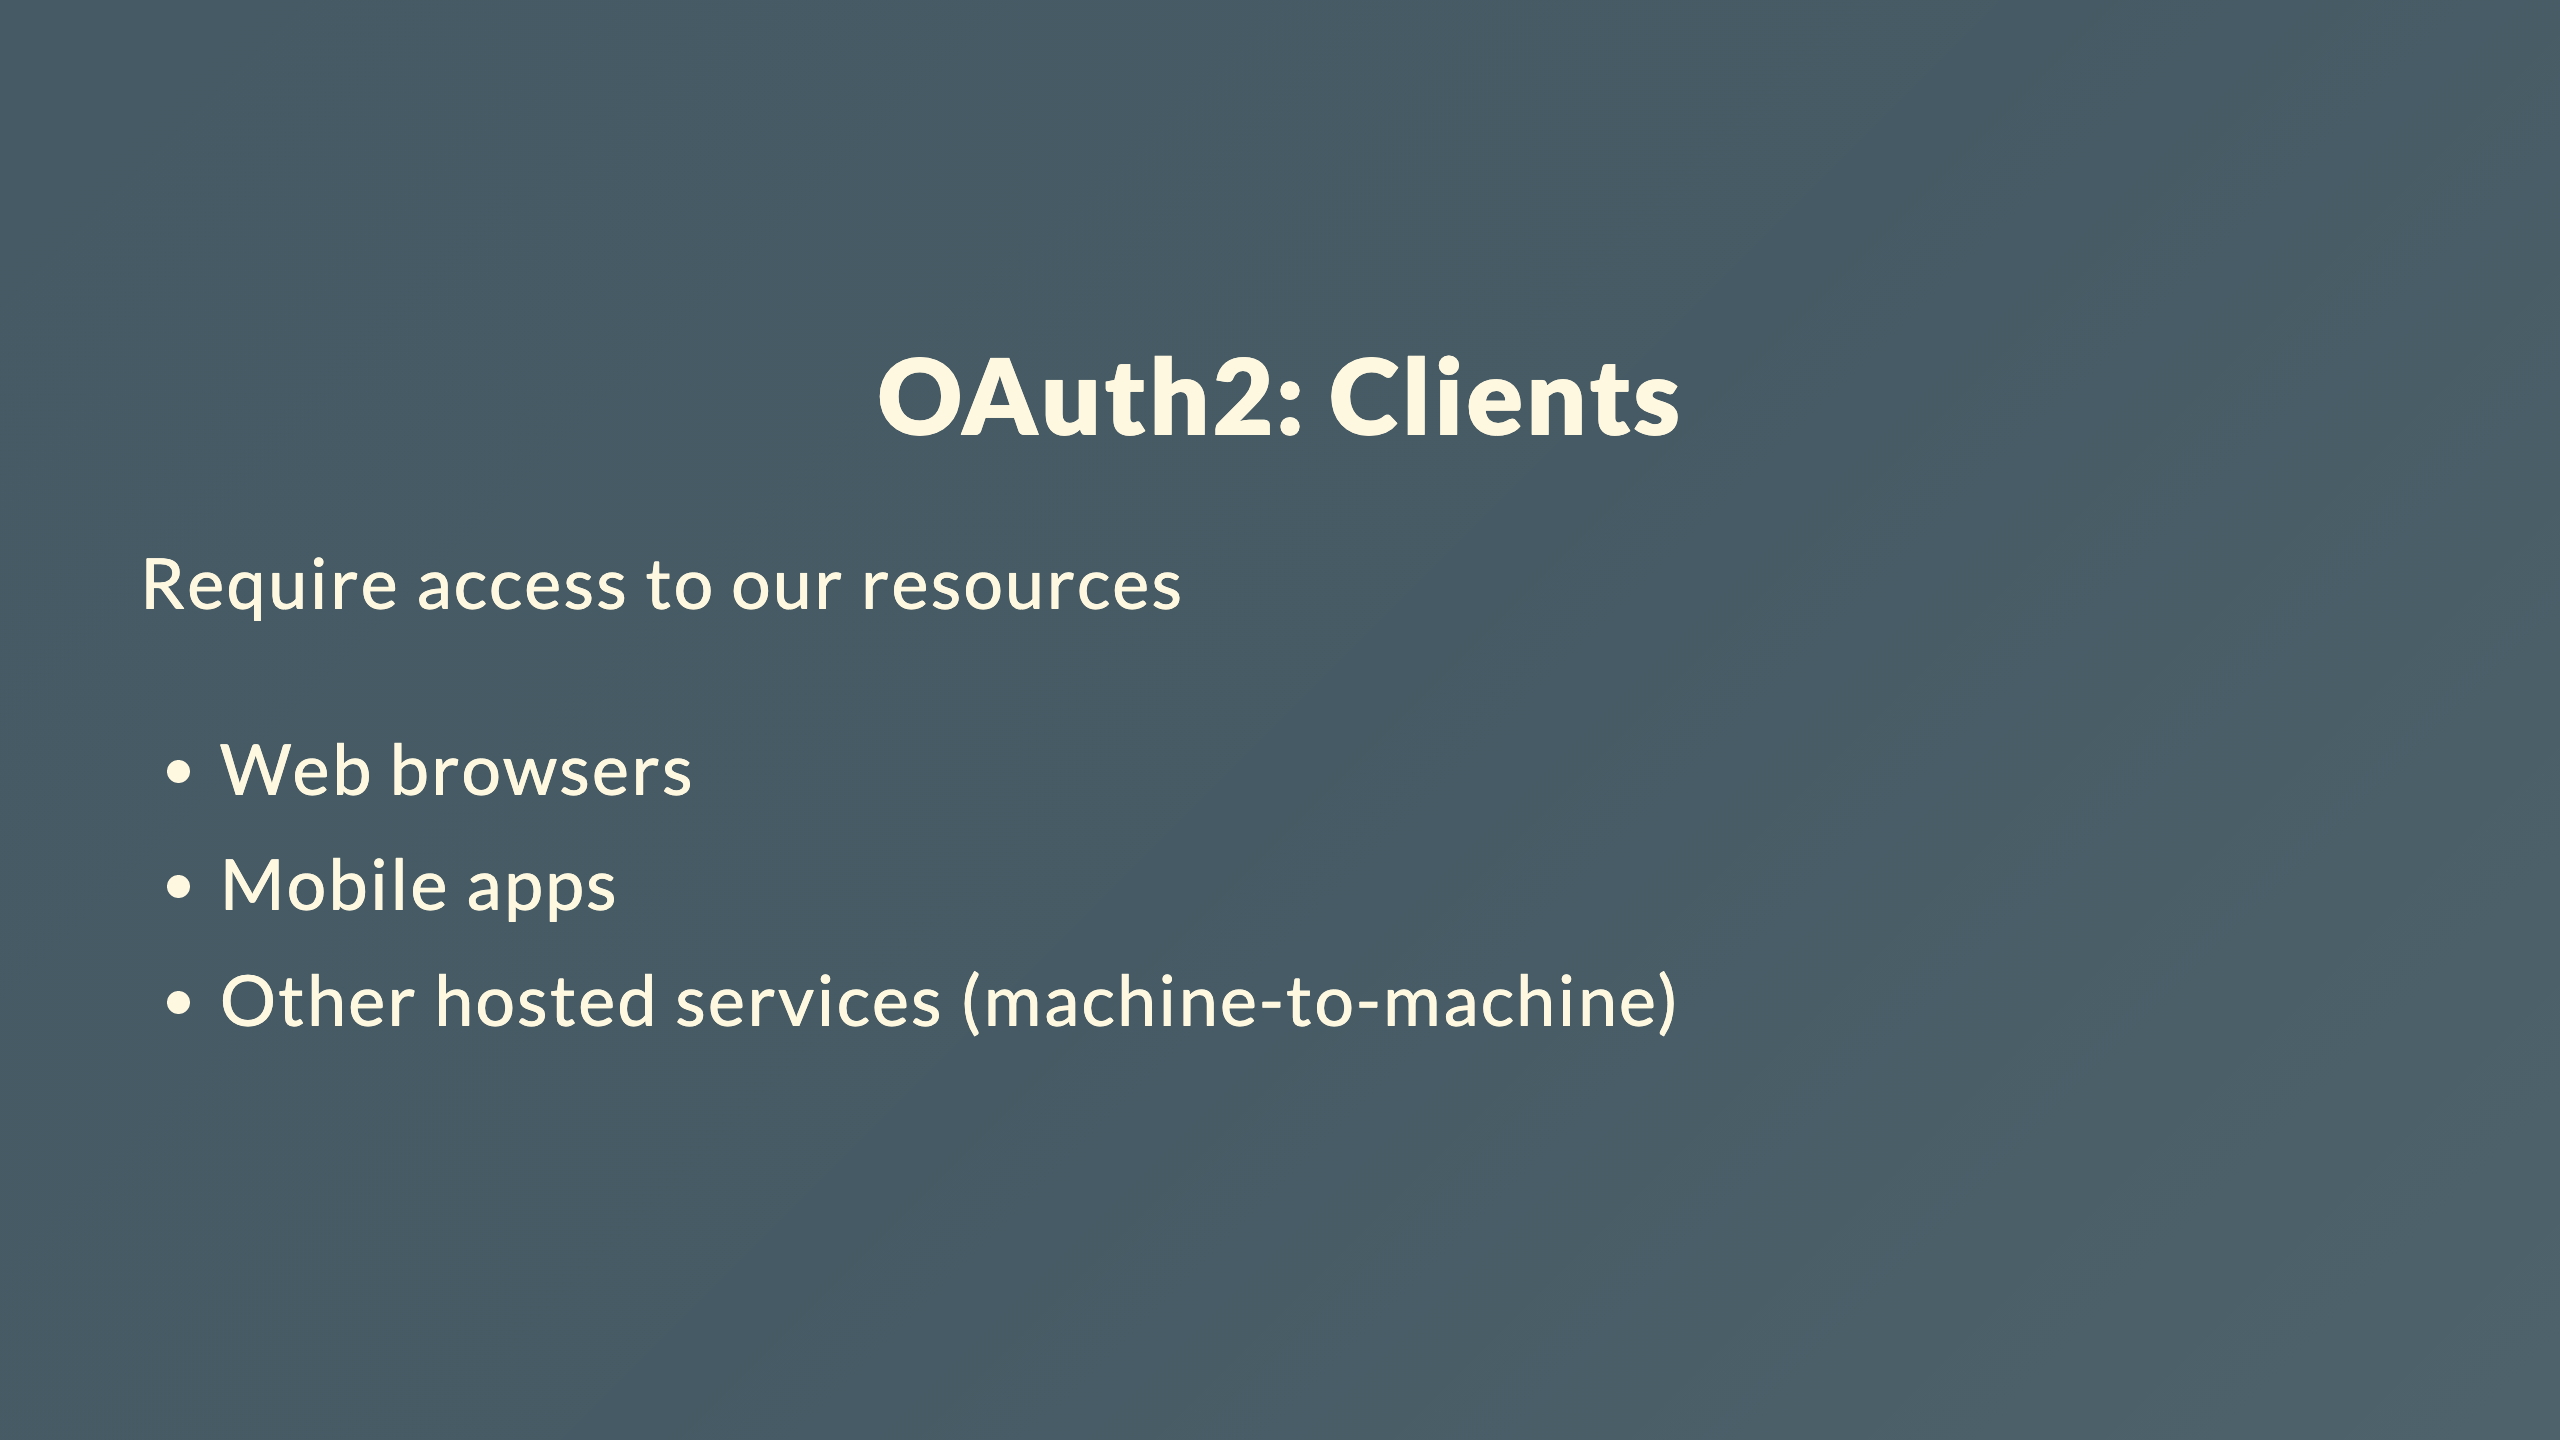 OAuth2: Clients
Require access to our resources
• Web browsers
• Mobile apps
• Other hosted services (machine-to-machine)